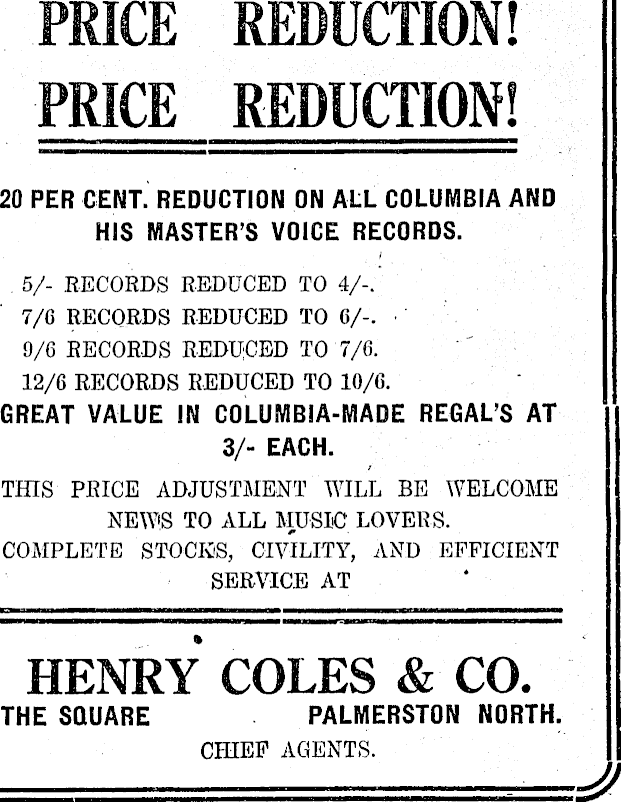 PRICE REDUCTION!
PRICE REDUCTION!
20 PER CENT. REDUCTION ON ALL COLUMBIA AND
HIS MASTER'S VOICE RECORDS.
5/- RECORDS REDUCED TO 4/-.
7/6 RECORDS REDUCED TO 6/-.
9/6 RECORDS REDUCED TO 7/6.
12/6 RECORDS REDUCED TO 10/6.
GREAT VALUE IN COLUMBIA-MADE REGAL'S AT
3/- EACH.
THIS PRICE ADJUSTMENT WILL BE WELCOME
NEWS TO ALL MUSIC LOVERS.
COMPLETE STOCKS, CIVILITY, AND EFFICIENT
SERVICE AT
HENRY COLES & CO.
THE SQUARE PALMERSTON NORTH.
CHIEF AGENTS.